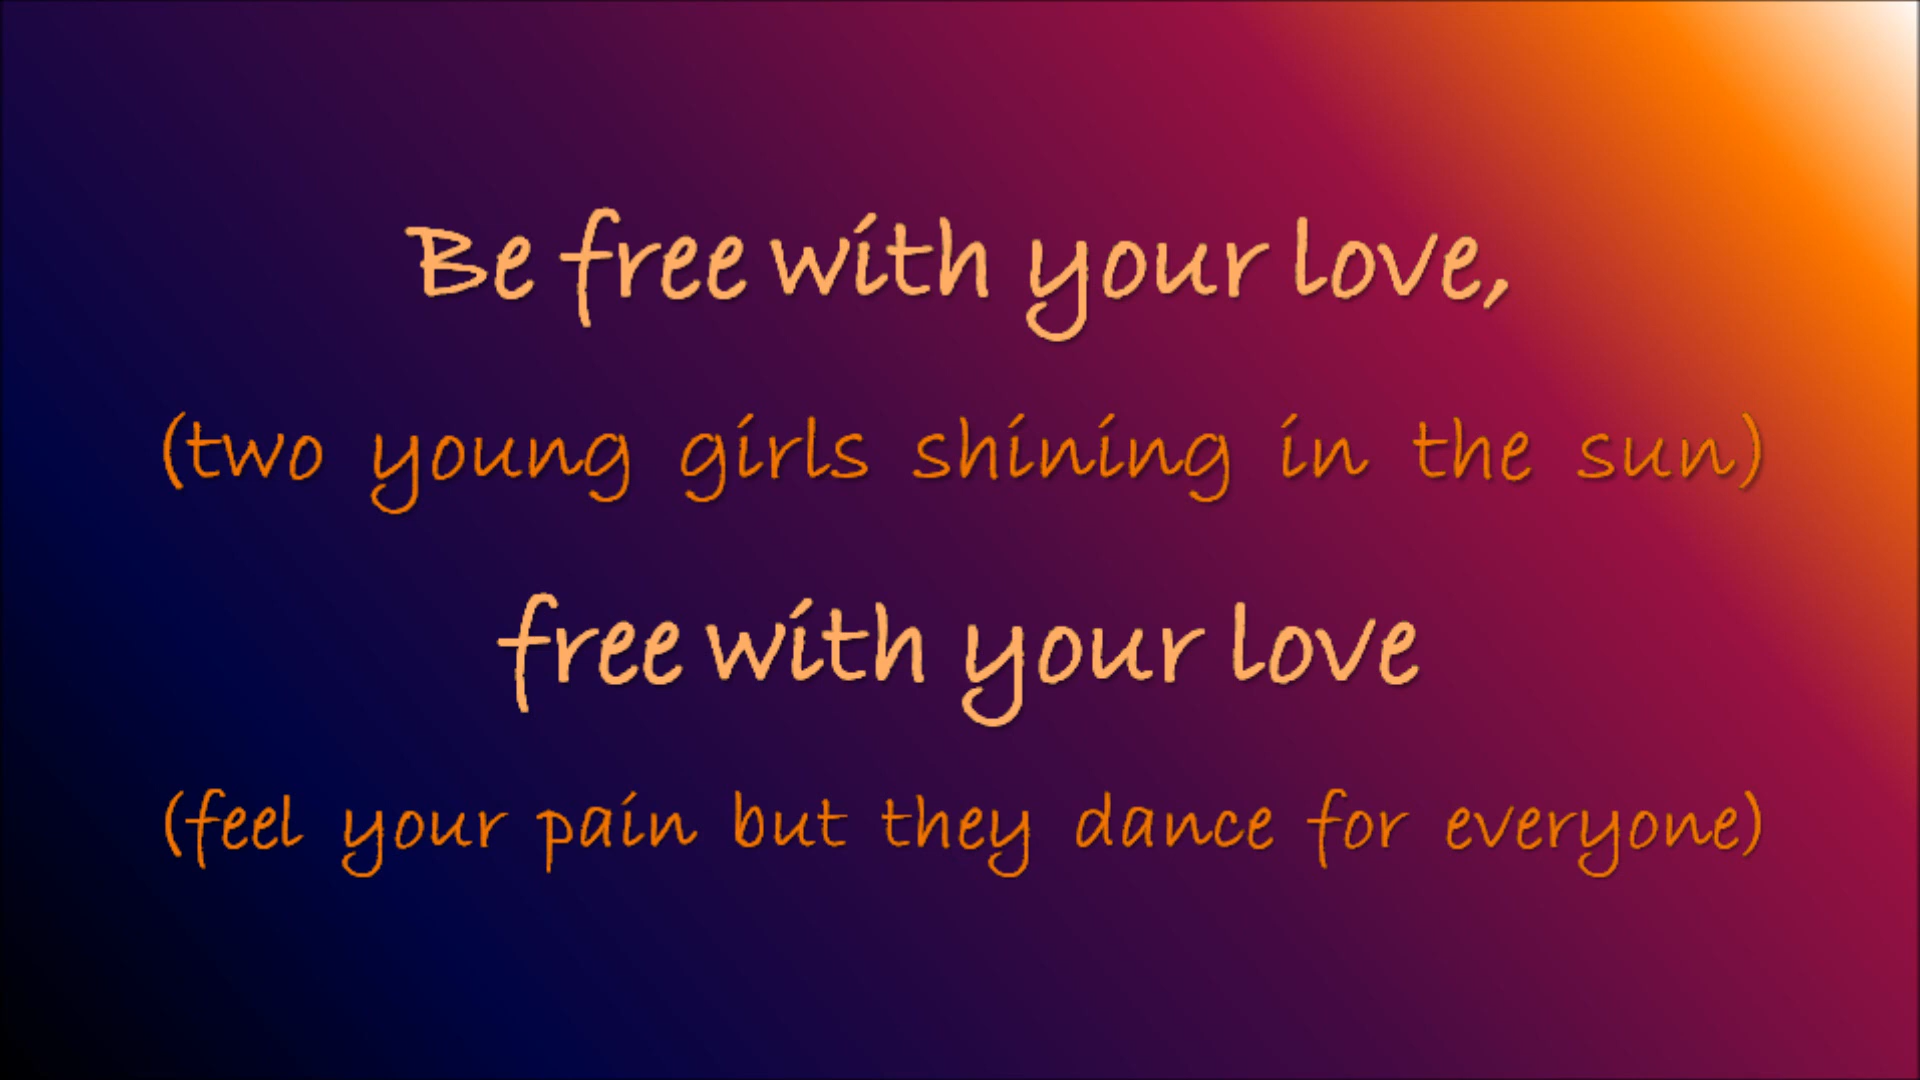 Be free with your love,
(two young girls shining in the sun)
free with your love
(feel your pain but they dance for everyone)